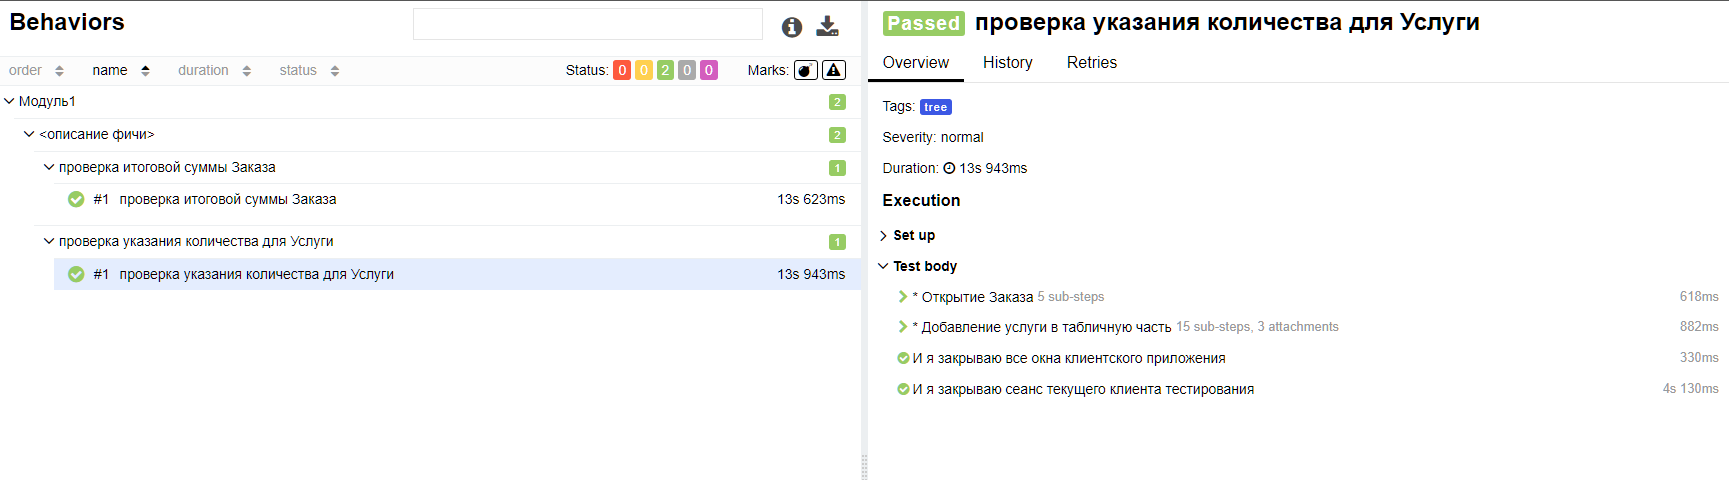 Behaviors
order name duration status Status: 0 0 2 0 0 Marks:
Модуль1 2
<описание фичи> 2
проверка итоговой суммы Заказа 1
#1 проверка итоговой суммы Заказа 13s 623ms
проверка указания количества для Услуги 1
#1 проверка указания количества для Услуги 13s 943ms
Passed проверка указания количества для Услуги
Overview History Retries
Tags: tree
Severity: normal
Duration: 13s 943ms
Execution
Set up
Test body
* Открытие Заказа 5 sub-steps 618ms
* Добавление услуги в табличную часть 15 sub-steps, 3 attachments 882ms
И я закрываю все окна клиентского приложения 330ms
И я закрываю сеанс текущего клиента тестирования 4s 130ms